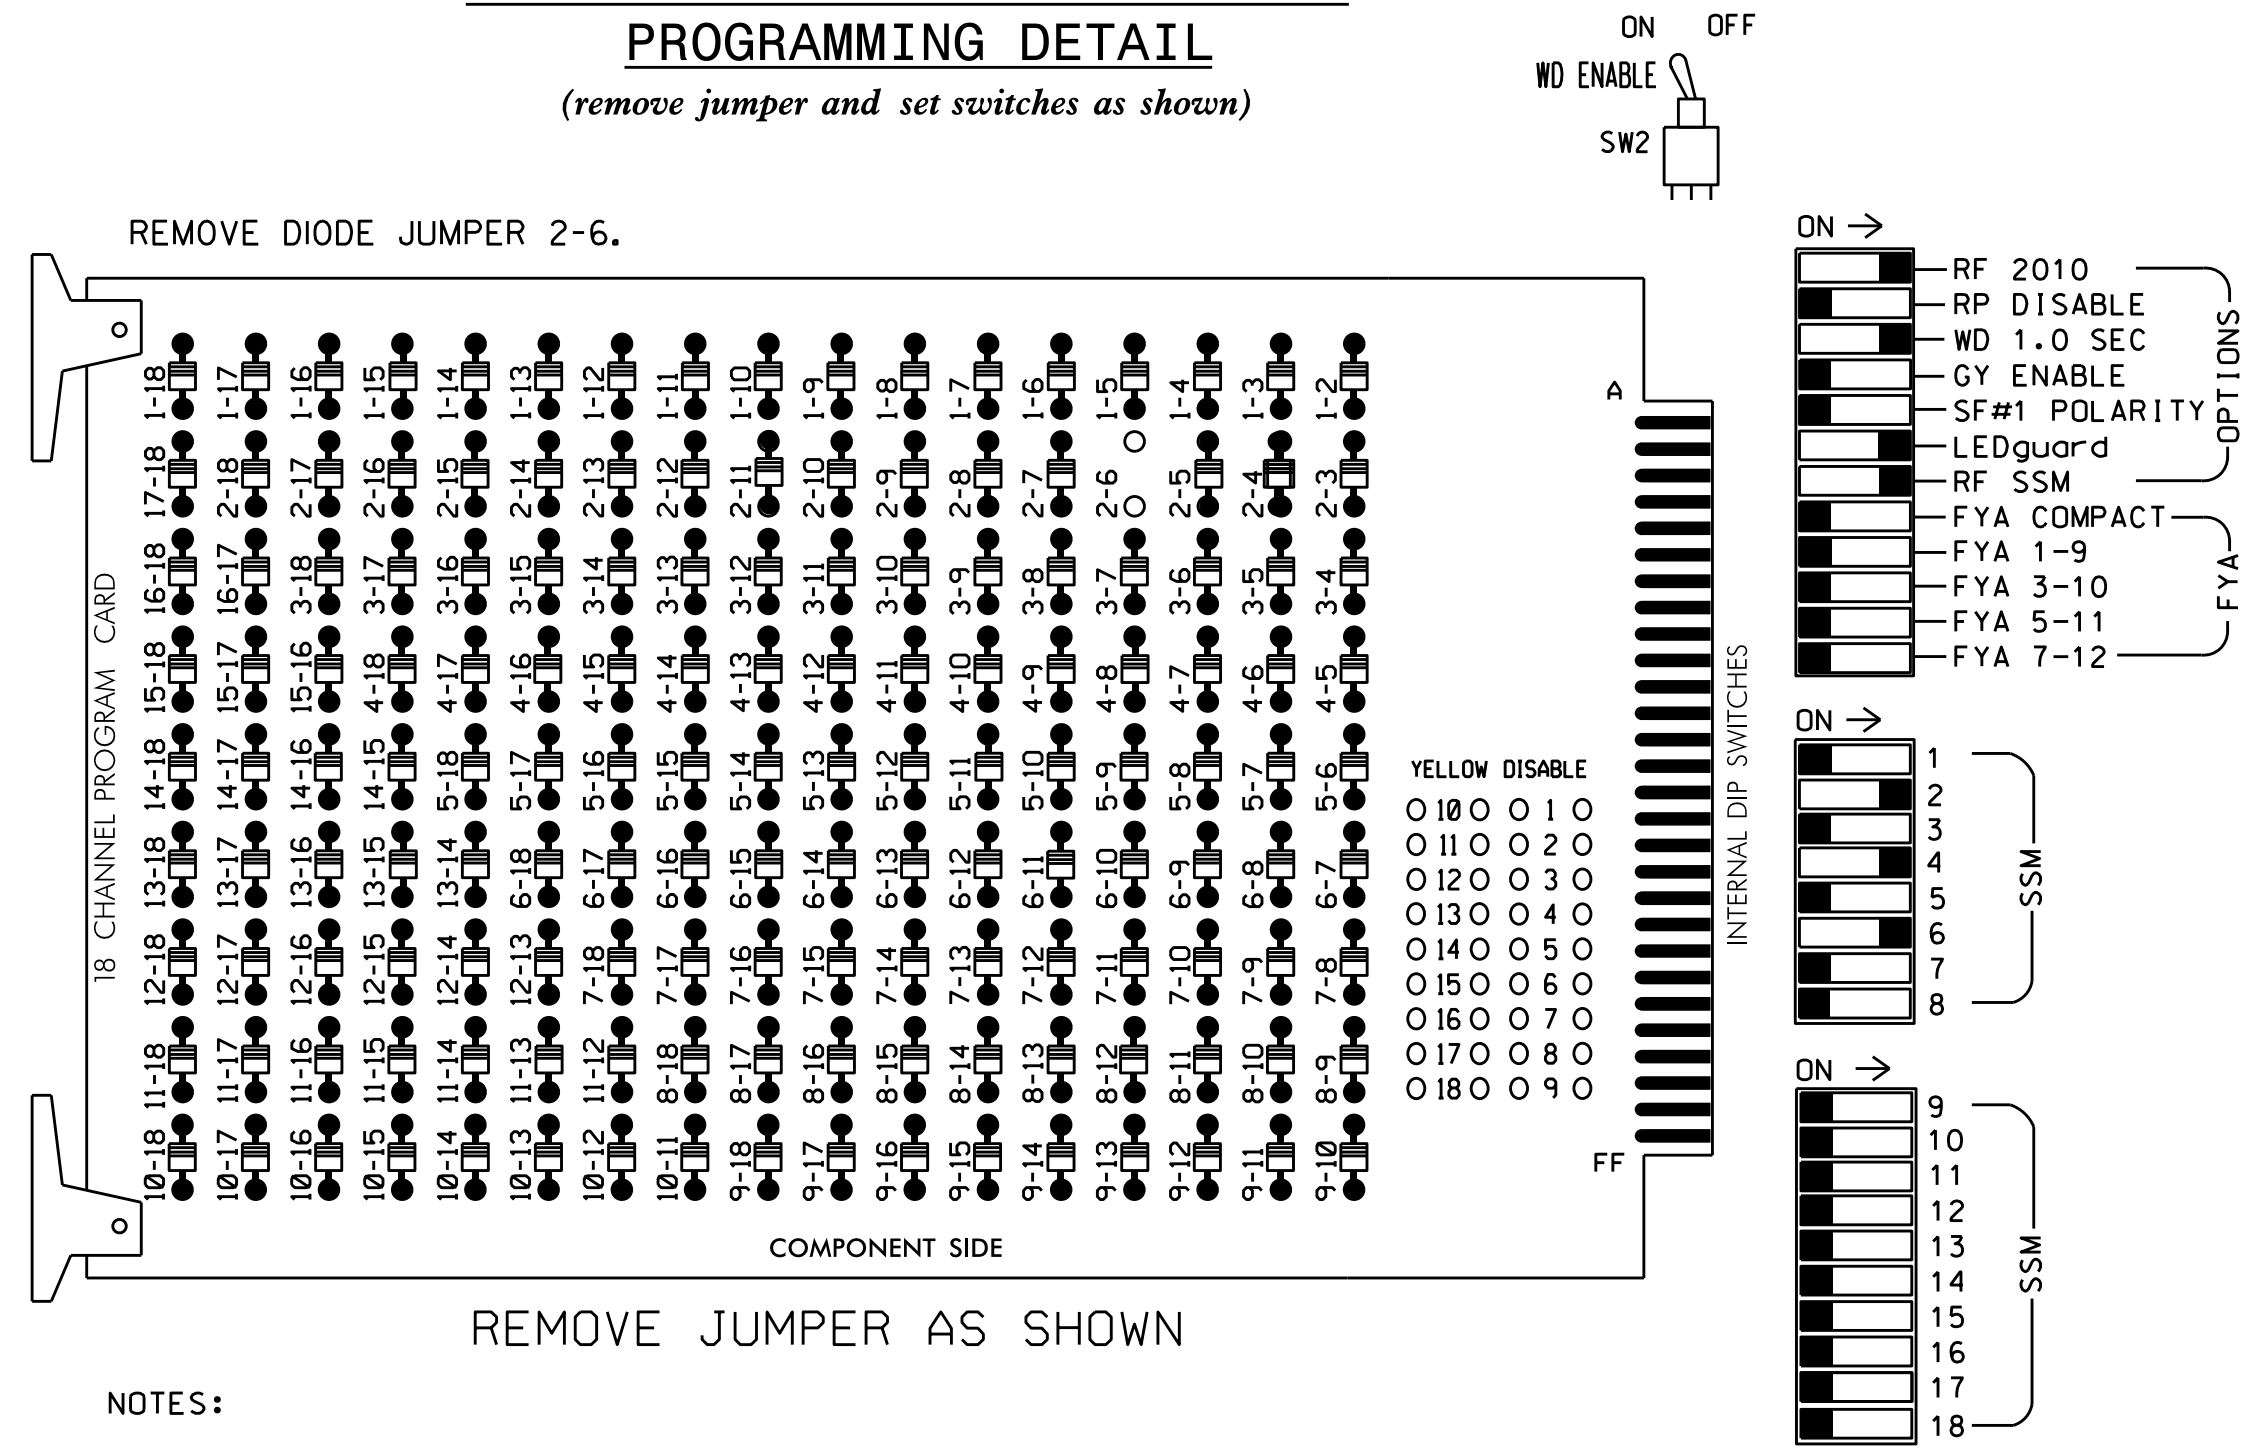 PROGRAMMING DETAIL
(remove jumper and set switches as shown)
ON OFF
WD ENABLE
SW2
REMOVE DIODE JUMPER 2-6.
1-18 1-17 1-16 1-15 1-14 1-13 1-12 1-11 1-10 1-9 1-8 1-7 1-6 1-5 1-4 1-3 1-2
17-18 2-18 2-17 2-16 2-15 2-14 2-13 2-12 2-11 2-10 2-9 2-8 2-7 2-6 2-5 2-4 2-3
16-18 16-17 3-18 3-17 3-16 3-15 3-14 3-13 3-12 3-11 3-10 3-9 3-8 3-7 3-6 3-5 3-4
15-18 15-17 15-16 4-18 4-17 4-16 4-15 4-14 4-13 4-12 4-11 4-10 4-9 4-8 4-7 4-6 4-5
14-18 14-17 14-16 14-15 5-18 5-17 5-16 5-15 5-14 5-13 5-12 5-11 5-10 5-9 5-8 5-7 5-6
13-18 13-17 13-16 13-15 13-14 6-18 6-17 6-16 6-15 6-14 6-13 6-12 6-11 6-10 6-9 6-8 6-7
12-18 12-17 12-16 12-15 12-14 12-13 7-18 7-17 7-16 7-15 7-14 7-13 7-12 7-11 7-10 7-9 7-8
11-18 11-17 11-16 11-15 11-14 11-13 11-12 8-18 8-17 8-16 8-15 8-14 8-13 8-12 8-11 8-10 8-9
10-18 10-17 10-16 10-15 10-14 10-13 10-12 10-11 9-18 9-17 9-16 9-15 9-14 9-13 9-12 9-11 9-10
18 CHANNEL PROGRAM CARD
A
YELLOW DISABLE
10 1
11 2
12 3
13 4
14 5
15 6
16 7
17 8
18 9
FF
COMPONENT SIDE
INTERNAL DIP SWITCHES
ON
RF 2010
RP DISABLE
WD 1.0 SEC
GY ENABLE
SF#1 POLARITY
LEDguard
RF SSM
OPTIONS
FYA COMPACT
FYA 1-9
FYA 3-10
FYA 5-11
FYA 7-12
FYA
ON
1
2
3
4
5
6
7
8
SSM
ON
9
10
11
12
13
14
15
16
17
18
SSM
REMOVE JUMPER AS SHOWN
NOTES: